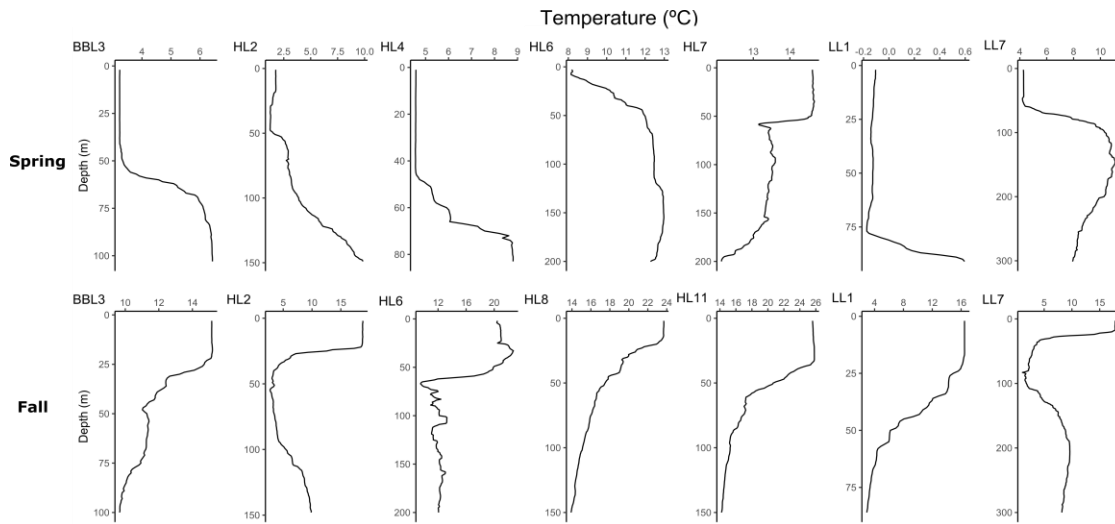 Temperature (ºC)
BBL3 HL2 HL4 HL6 HL7 LL1 LL7
4 5 6
2.5 5.0 7.5 10.0
5 6 7 8 9
8 9 10 11 12 13
13 14
-0.2 0.0 0.2 0.4 0.6
4 6 8 10
Spring
Depth (m)
0 25 50 75 100
0 50 100 150
0 20 40 60 80
0 50 100 150 200
0 50 100 150 200
0 25 50 75
0 100 200 300
BBL3 HL2 HL6 HL8 HL11 LL1 LL7
10 12 14
5 10 15
12 16 20
14 16 18 20 22 24
14 16 18 20 22 24 26
4 8 12 16
5 10 15
Fall
Depth (m)
0 25 50 75 100
0 50 100 150
0 50 100 150 200
0 50 100 150
0 50 100 150
0 25 50 75
0 100 200 300